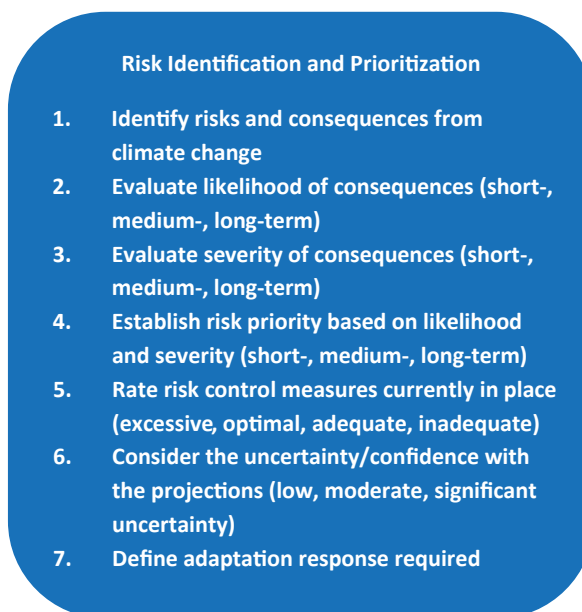 Risk Identification and Prioritization
1. Identify risks and consequences from
climate change
2. Evaluate likelihood of consequences (short-,
medium-, long-term)
3. Evaluate severity of consequences (short-,
medium-, long-term)
4. Establish risk priority based on likelihood
and severity (short-, medium-, long-term)
5. Rate risk control measures currently in place
(excessive, optimal, adequate, inadequate)
6. Consider the uncertainty/confidence with
the projections (low, moderate, significant
uncertainty)
7. Define adaptation response required